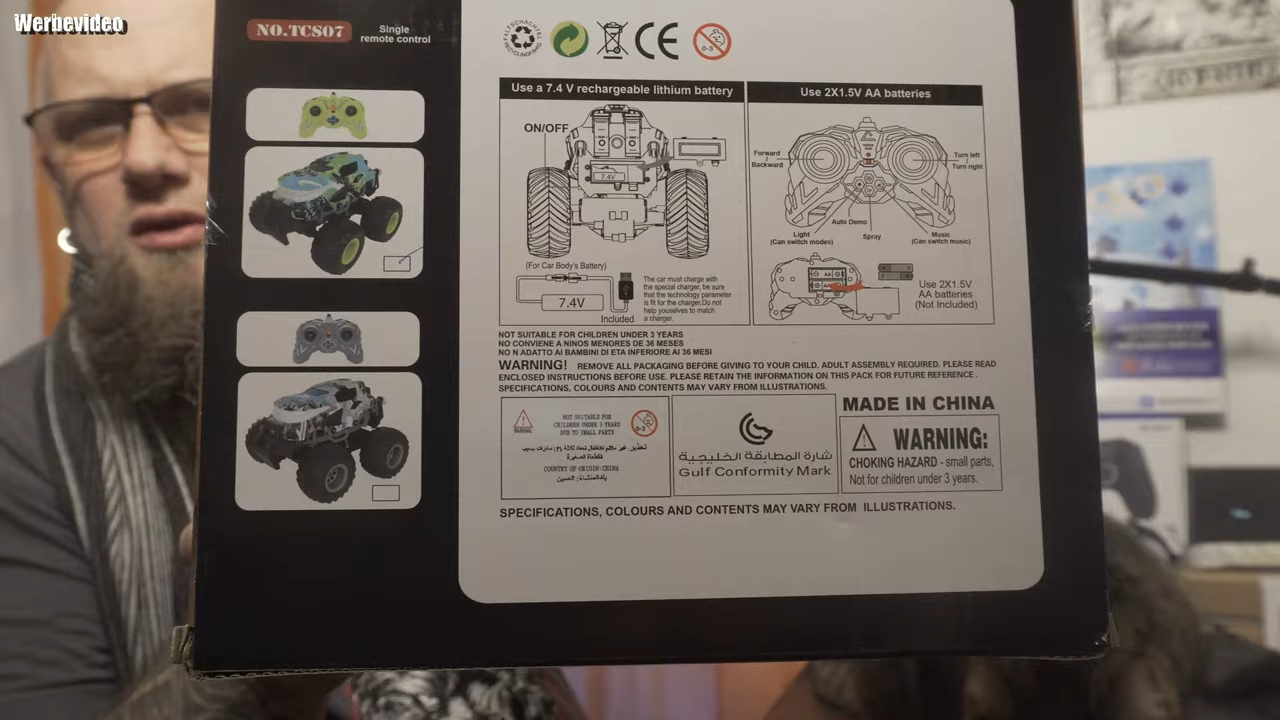 Werbevideo
NO.TCS07
Single
remote control
FALTSCHACHTEL
RECYCLINGFÄHIG
CE
0-3
Use a 7.4 V rechargeable lithium battery
ON/OFF
7.4V
(For Car Body's Battery)
7.4V
Included
The car must charge with
the special charger, be sure
that the technology parameter
is fit for the charger.Do not
help youselves to match
a charger.
Use 2X1.5V AA batteries
Forward
Backward
Turn left
Turn right
Auto Demo
Light
(Can switch modes)
Spray
Music
(Can switch music)
AA
AA
Use 2X1.5V
AA batteries
(Not Included)
NOT SUITABLE FOR CHILDREN UNDER 3 YEARS
NO CONVIENE A NINOS MENORES DE 36 MESES
NO N ADATTO AI BAMBINI DI ETA INFERIORE AI 36 MESI
WARNING! REMOVE ALL PACKAGING BEFORE GIVING TO YOUR CHILD. ADULT ASSEMBLY REQUIRED. PLEASE READ
ENCLOSED INSTRUCTIONS BEFORE USE. PLEASE RETAIN THE INFORMATION ON THIS PACK FOR FUTURE REFERENCE.
SPECIFICATIONS, COLOURS AND CONTENTS MAY VARY FROM ILLUSTRATIONS.
NOT SUITABLE FOR
CHILDREN UNDER 3 YEARS
DUE TO SMALL PARTS
0-3
COUNTRY OF ORIGIN:CHINA
شارة المطابقة الخليجية
Gulf Conformity Mark
MADE IN CHINA
WARNING:
CHOKING HAZARD - small parts,
Not for children under 3 years.
SPECIFICATIONS, COLOURS AND CONTENTS MAY VARY FROM ILLUSTRATIONS.